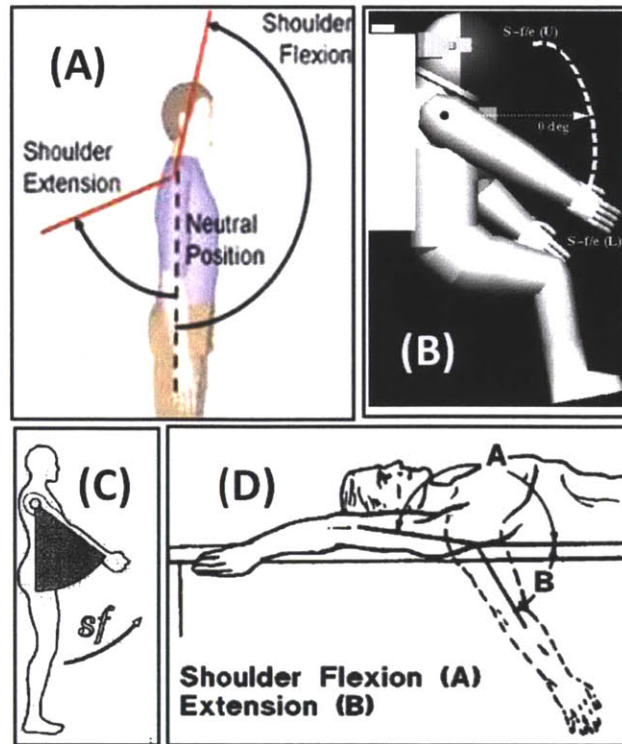 (A)
Shoulder
Flexion
Shoulder
Extension
Neutral
Position
S-f/e (U)
0 deg
S-f/e (L)
(B)
(C)
sf
(D)
A
B
Shoulder Flexion (A)
Extension (B)